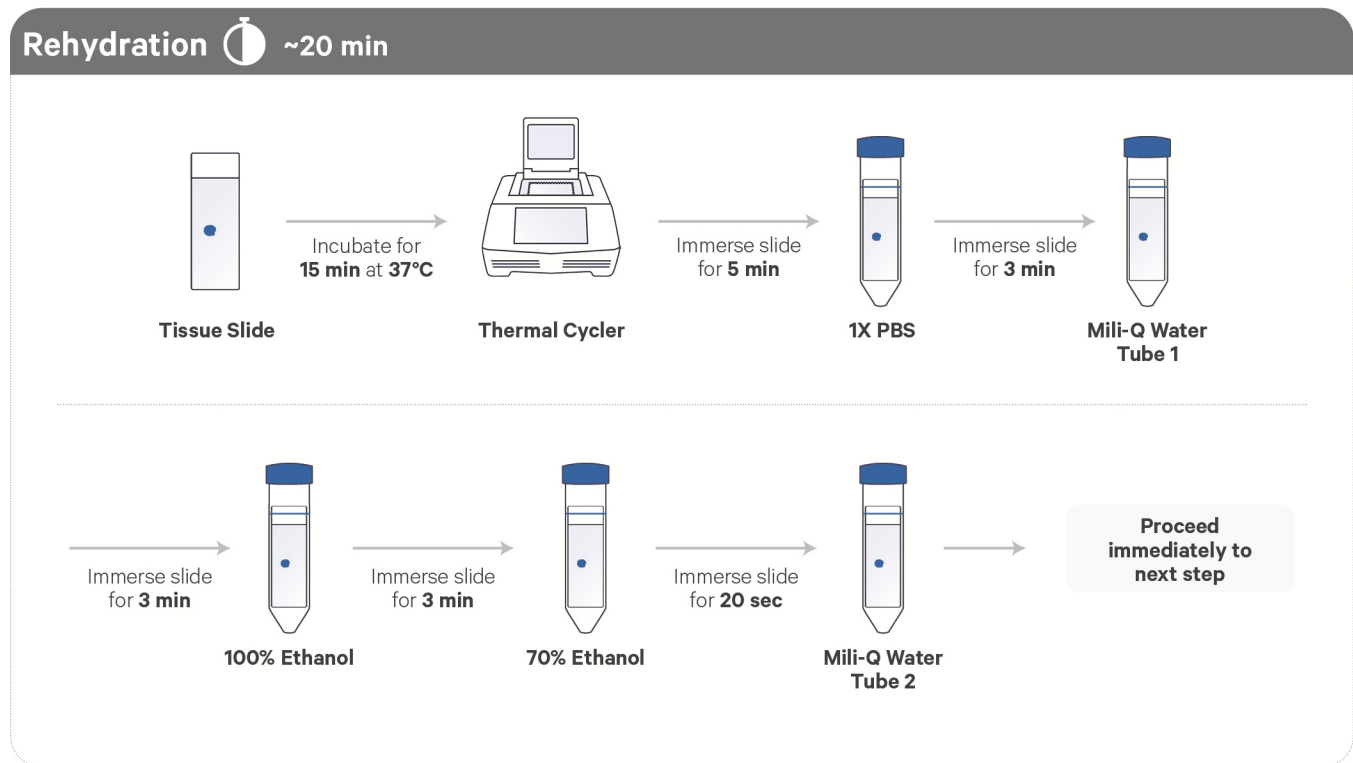 Rehydration ~20 min
Incubate for
15 min at 37°C
Immerse slide
for 5 min
Immerse slide
for 3 min
Tissue Slide
Thermal Cycler
1X PBS
Mili-Q Water
Tube 1
Immerse slide
for 3 min
Immerse slide
for 3 min
Immerse slide
for 20 sec
Proceed
immediately to
next step
100% Ethanol
70% Ethanol
Mili-Q Water
Tube 2